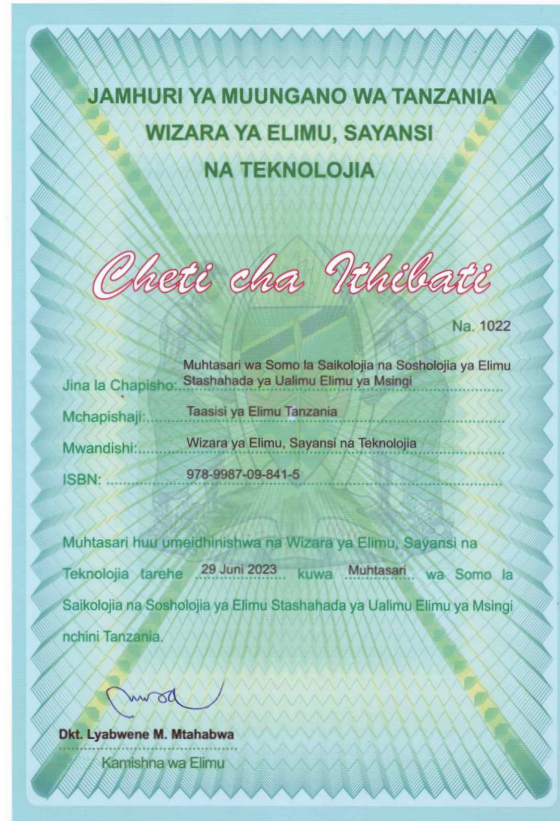 JAMHURI YA MUUNGANO WA TANZANIA
WIZARA YA ELIMU, SAYANSI
NA TEKNOLOJIA
Cheti cha Ithibati
Na. 1022
Jina la Chapisho: Muhtasari wa Somo la Saikolojia na Sosholojia ya Elimu
Stashahada ya Ualimu Elimu ya Msingi
Mchapishaji: Taasisi ya Elimu Tanzania
Mwandishi: Wizara ya Elimu, Sayansi na Teknolojia
ISBN: 978-9987-09-841-5
Muhtasari huu umeidhinishwa na Wizara ya Elimu, Sayansi na
Teknolojia tarehe 29 Juni 2023 kuwa Muhtasari wa Somo la
Saikolojia na Sosholojia ya Elimu Stashahada ya Ualimu Elimu ya Msingi
nchini Tanzania.
Dkt. Lyabwene M. Mtahabwa
Kamishna wa Elimu